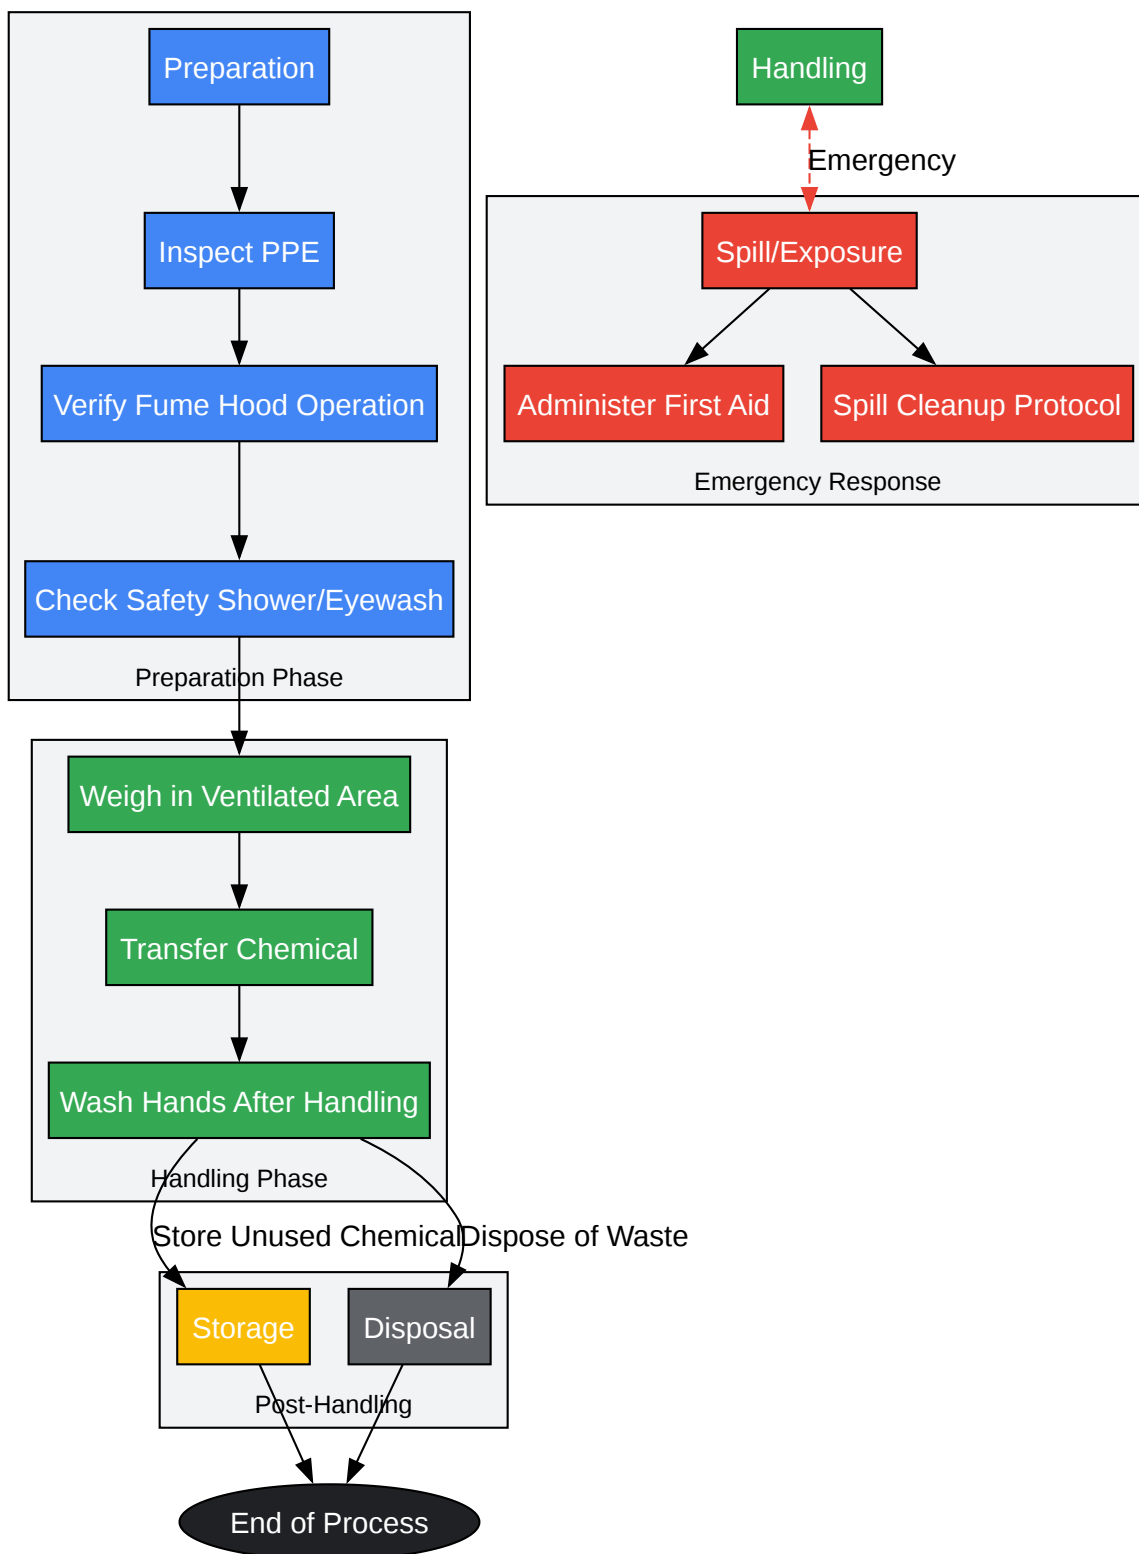 Preparation
Inspect PPE
Verify Fume Hood Operation
Check Safety Shower/Eyewash
Preparation Phase
Handling
Emergency
Spill/Exposure
Administer First Aid
Spill Cleanup Protocol
Emergency Response
Weigh in Ventilated Area
Transfer Chemical
Wash Hands After Handling
Handling Phase
Store Unused Chemical
Dispose of Waste
Storage
Disposal
Post-Handling
End of Process